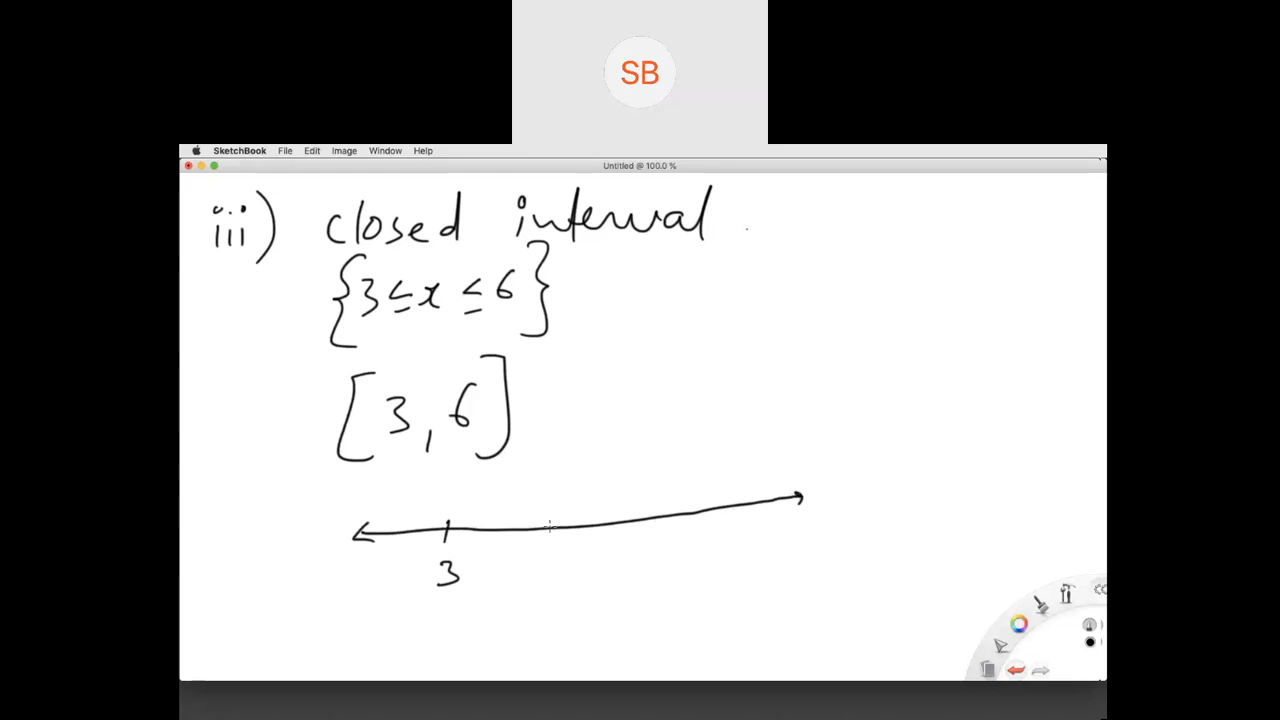 SB
SketchBook File Edit Image Window Help
Untitled @ 100.0 %
iii) closed interval
{3 ≤ x ≤ 6}
[3, 6]
3